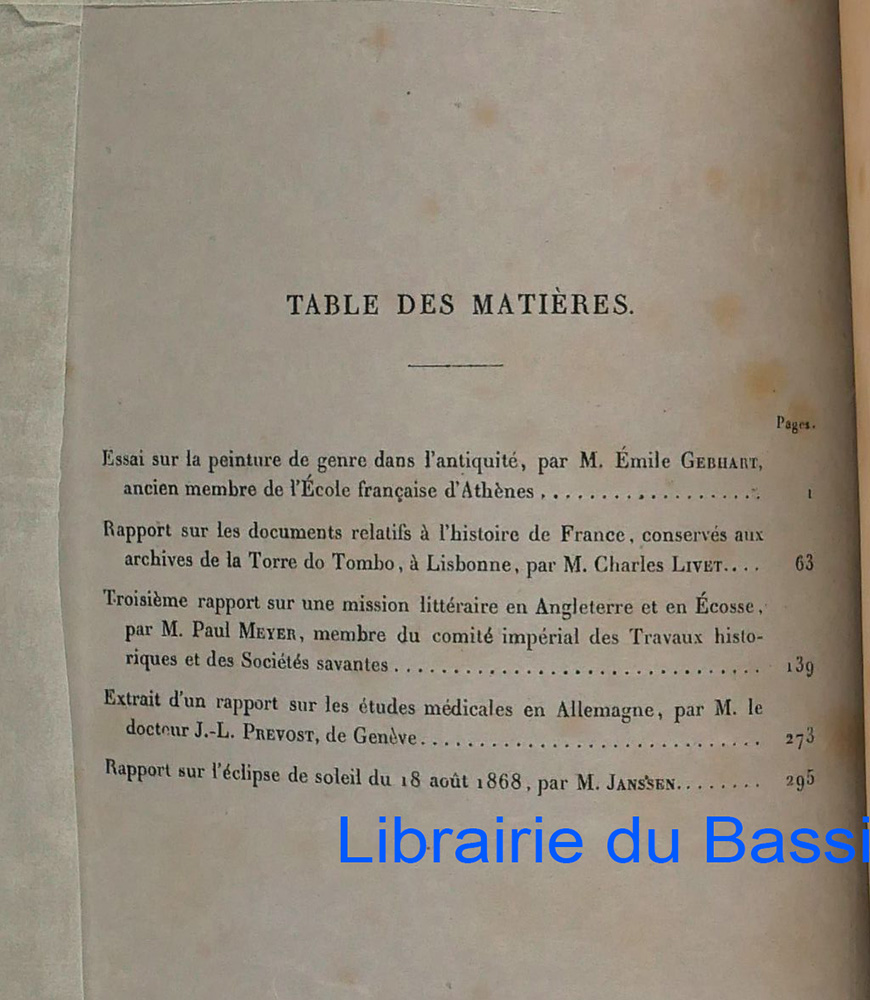 TABLE DES MATIÈRES.
Pages.
Essai sur la peinture de genre dans l'antiquité, par M. Émile GEBHART,
ancien membre de l'École française d'Athènes . . . . . . . . . . . . . . . . . . . . 1
Rapport sur les documents relatifs à l'histoire de France, conservés aux
archives de la Torre do Tombo, à Lisbonne, par M. Charles LIVET. . . . 63
Troisième rapport sur une mission littéraire en Angleterre et en Écosse,
par M. Paul MEYER, membre du comité impérial des Travaux histo-
riques et des Sociétés savantes . . . . . . . . . . . . . . . . . . . . . . . . . . . . . . . 139
Extrait d'un rapport sur les études médicales en Allemagne, par M. le
docteur J.-L. PREVOST, de Genève. . . . . . . . . . . . . . . . . . . . . . . . . . . . . 273
Rapport sur l'éclipse de soleil du 18 août 1868, par M. JANSSEN. . . . . . . . 295
Librairie du Bassi